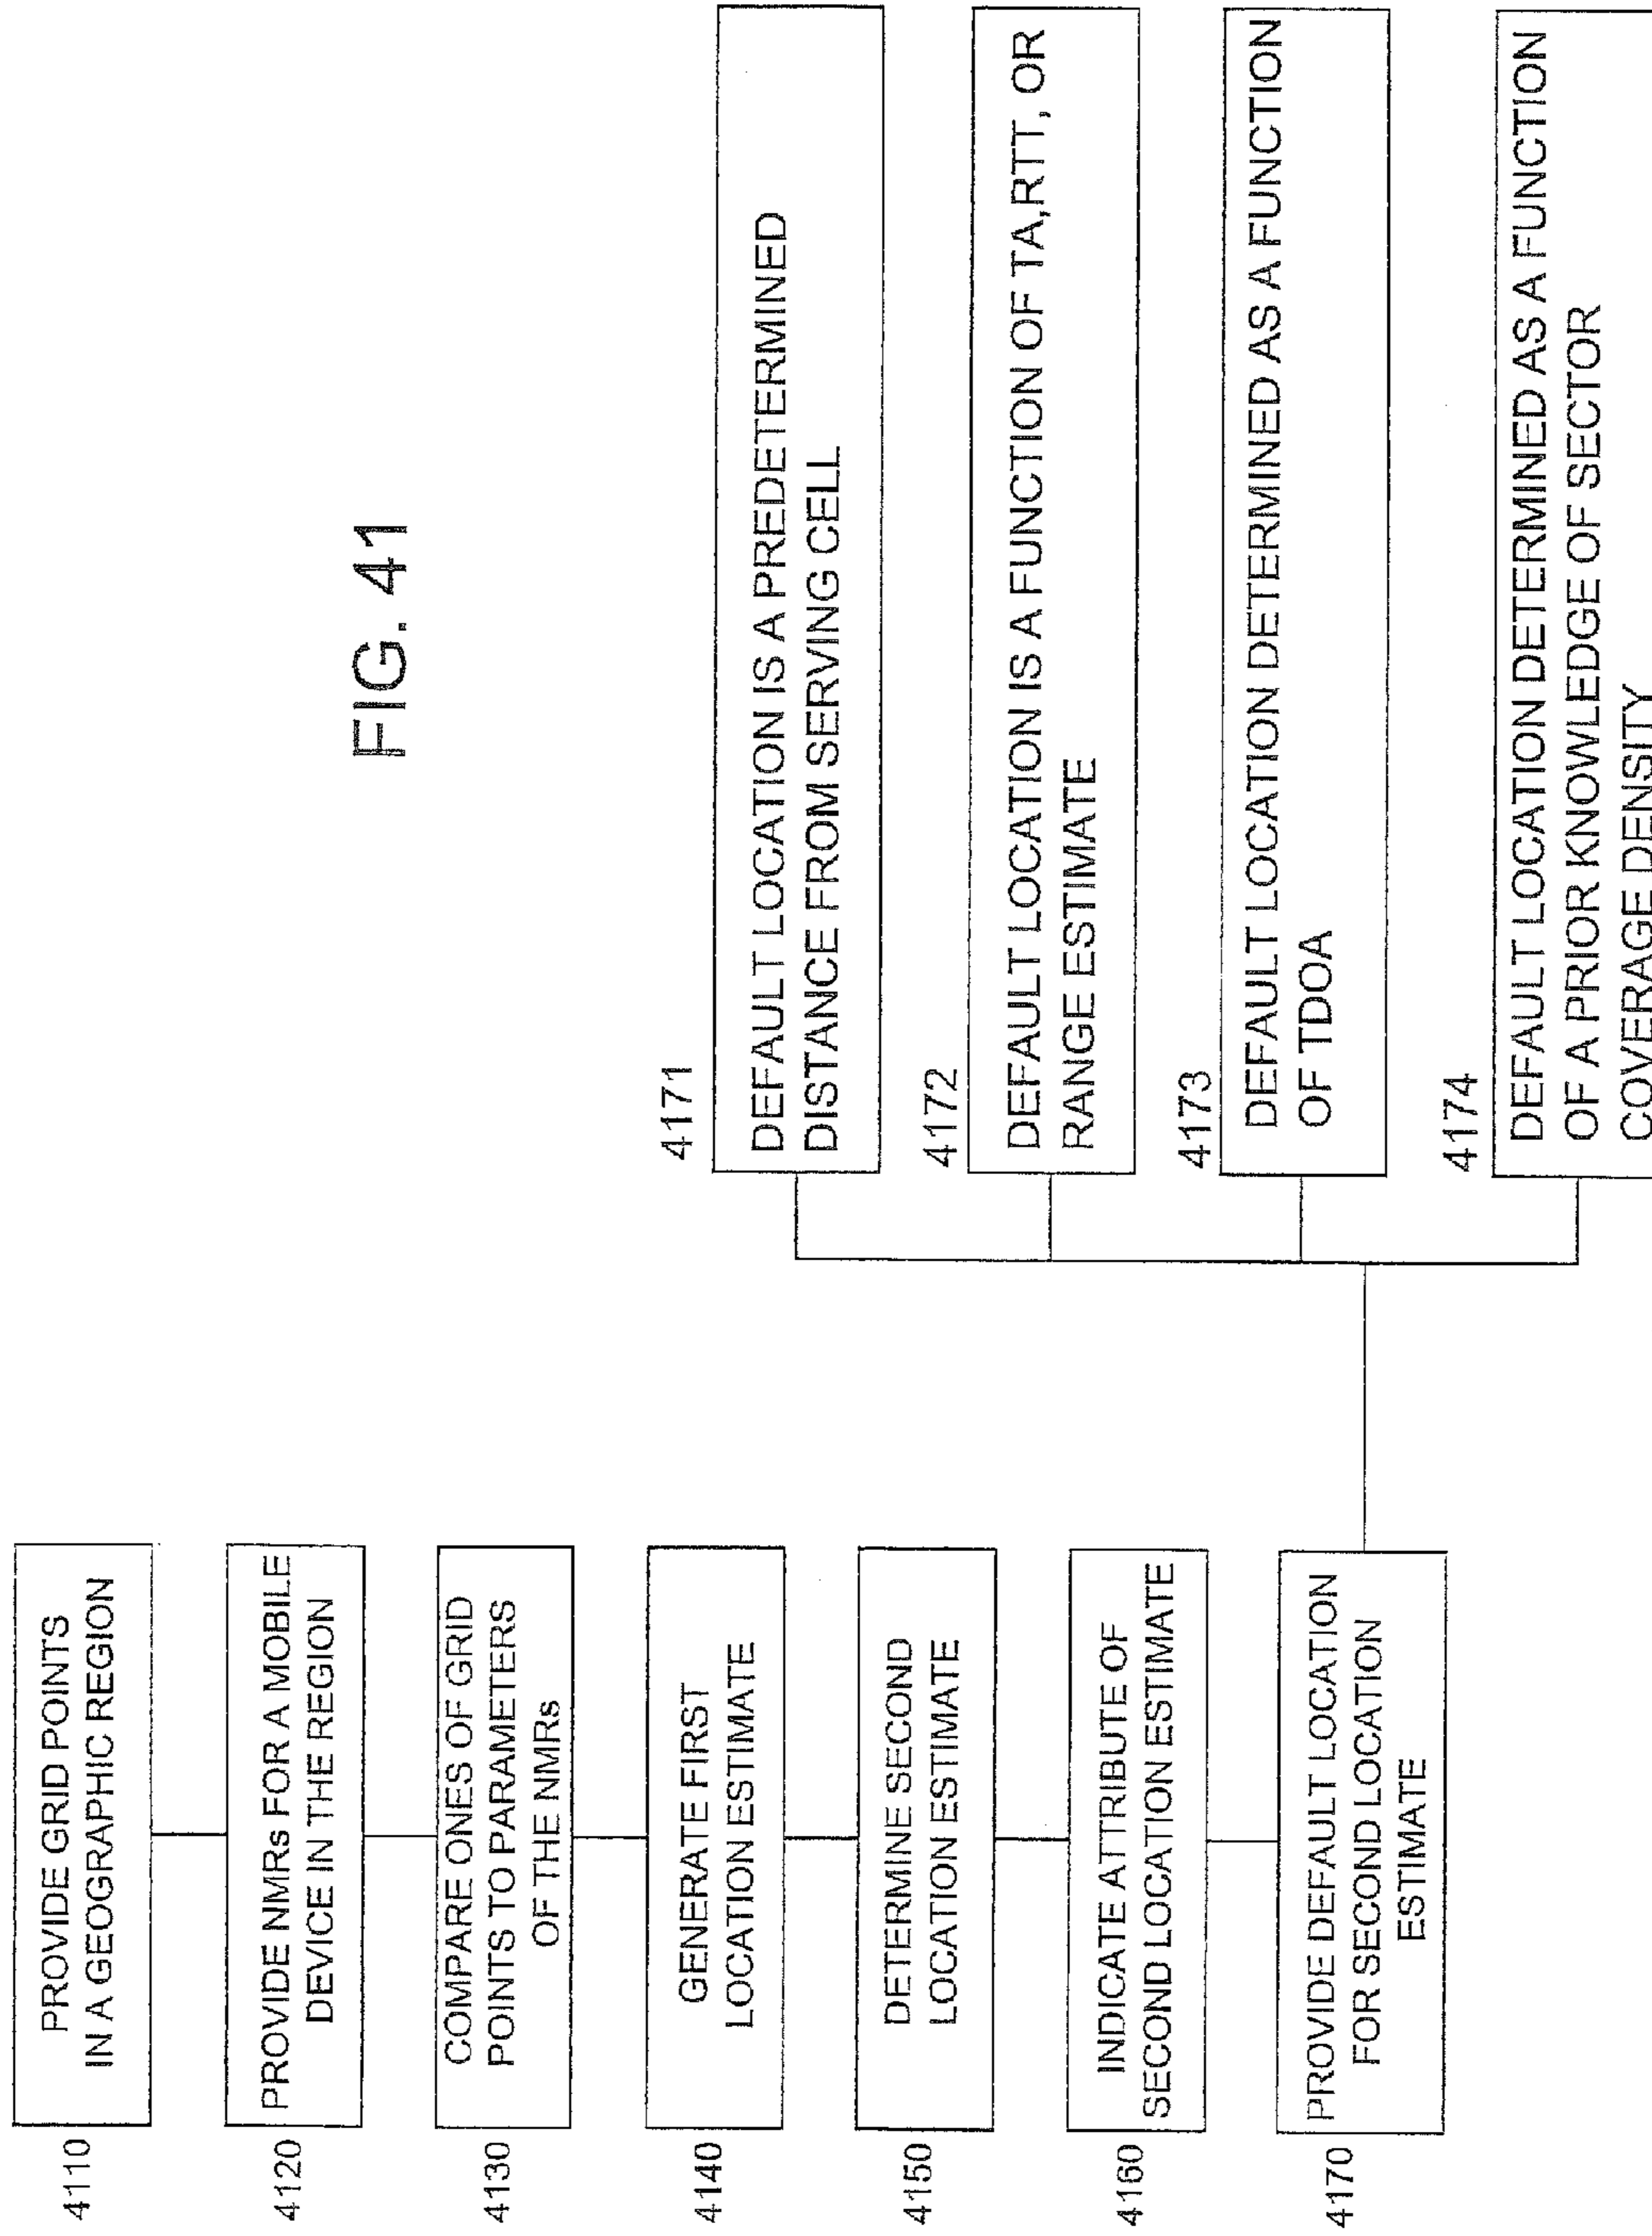 FIG. 41
4110
PROVIDE GRID POINTS
IN A GEOGRAPHIC REGION
4120
PROVIDE NMRs FOR A MOBILE
DEVICE IN THE REGION
4130
COMPARE ONES OF GRID
POINTS TO PARAMETERS
OF THE NMRs
4140
GENERATE FIRST
LOCATION ESTIMATE
4150
DETERMINE SECOND
LOCATION ESTIMATE
4160
INDICATE ATTRIBUTE OF
SECOND LOCATION ESTIMATE
4170
PROVIDE DEFAULT LOCATION
FOR SECOND LOCATION
ESTIMATE
4171
DEFAULT LOCATION IS A PREDETERMINED
DISTANCE FROM SERVING CELL
4172
DEFAULT LOCATION IS A FUNCTION OF TA,RTT, OR
RANGE ESTIMATE
4173
DEFAULT LOCATION DETERMINED AS A FUNCTION
OF TDOA
4174
DEFAULT LOCATION DETERMINED AS A FUNCTION
OF A PRIOR KNOWLEDGE OF SECTOR
COVERAGE DENSITY